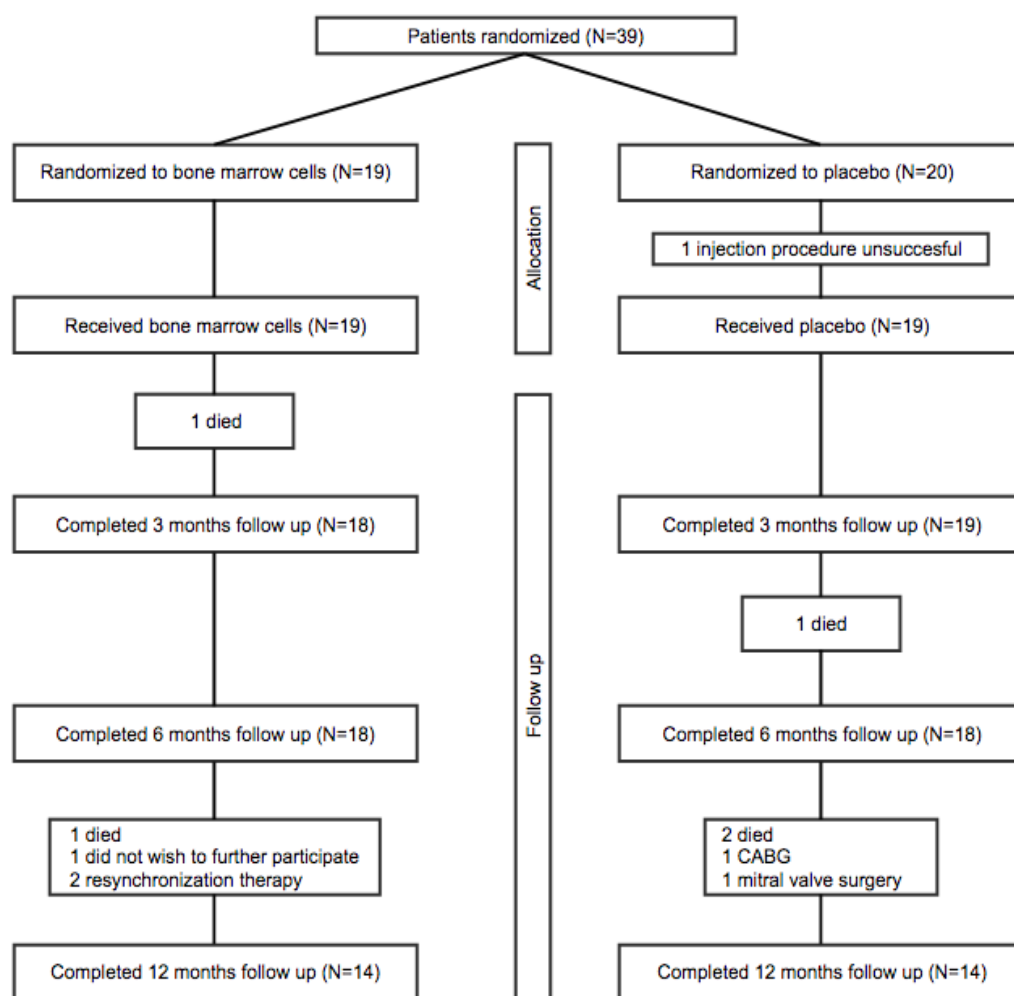 Patients randomized (N=39)
Randomized to bone marrow cells (N=19)
Randomized to placebo (N=20)
1 injection procedure unsuccesful
Allocation
Received bone marrow cells (N=19)
Received placebo (N=19)
1 died
Completed 3 months follow up (N=18)
Completed 3 months follow up (N=19)
1 died
Follow up
Completed 6 months follow up (N=18)
Completed 6 months follow up (N=18)
1 died
1 did not wish to further participate
2 resynchronization therapy
2 died
1 CABG
1 mitral valve surgery
Completed 12 months follow up (N=14)
Completed 12 months follow up (N=14)